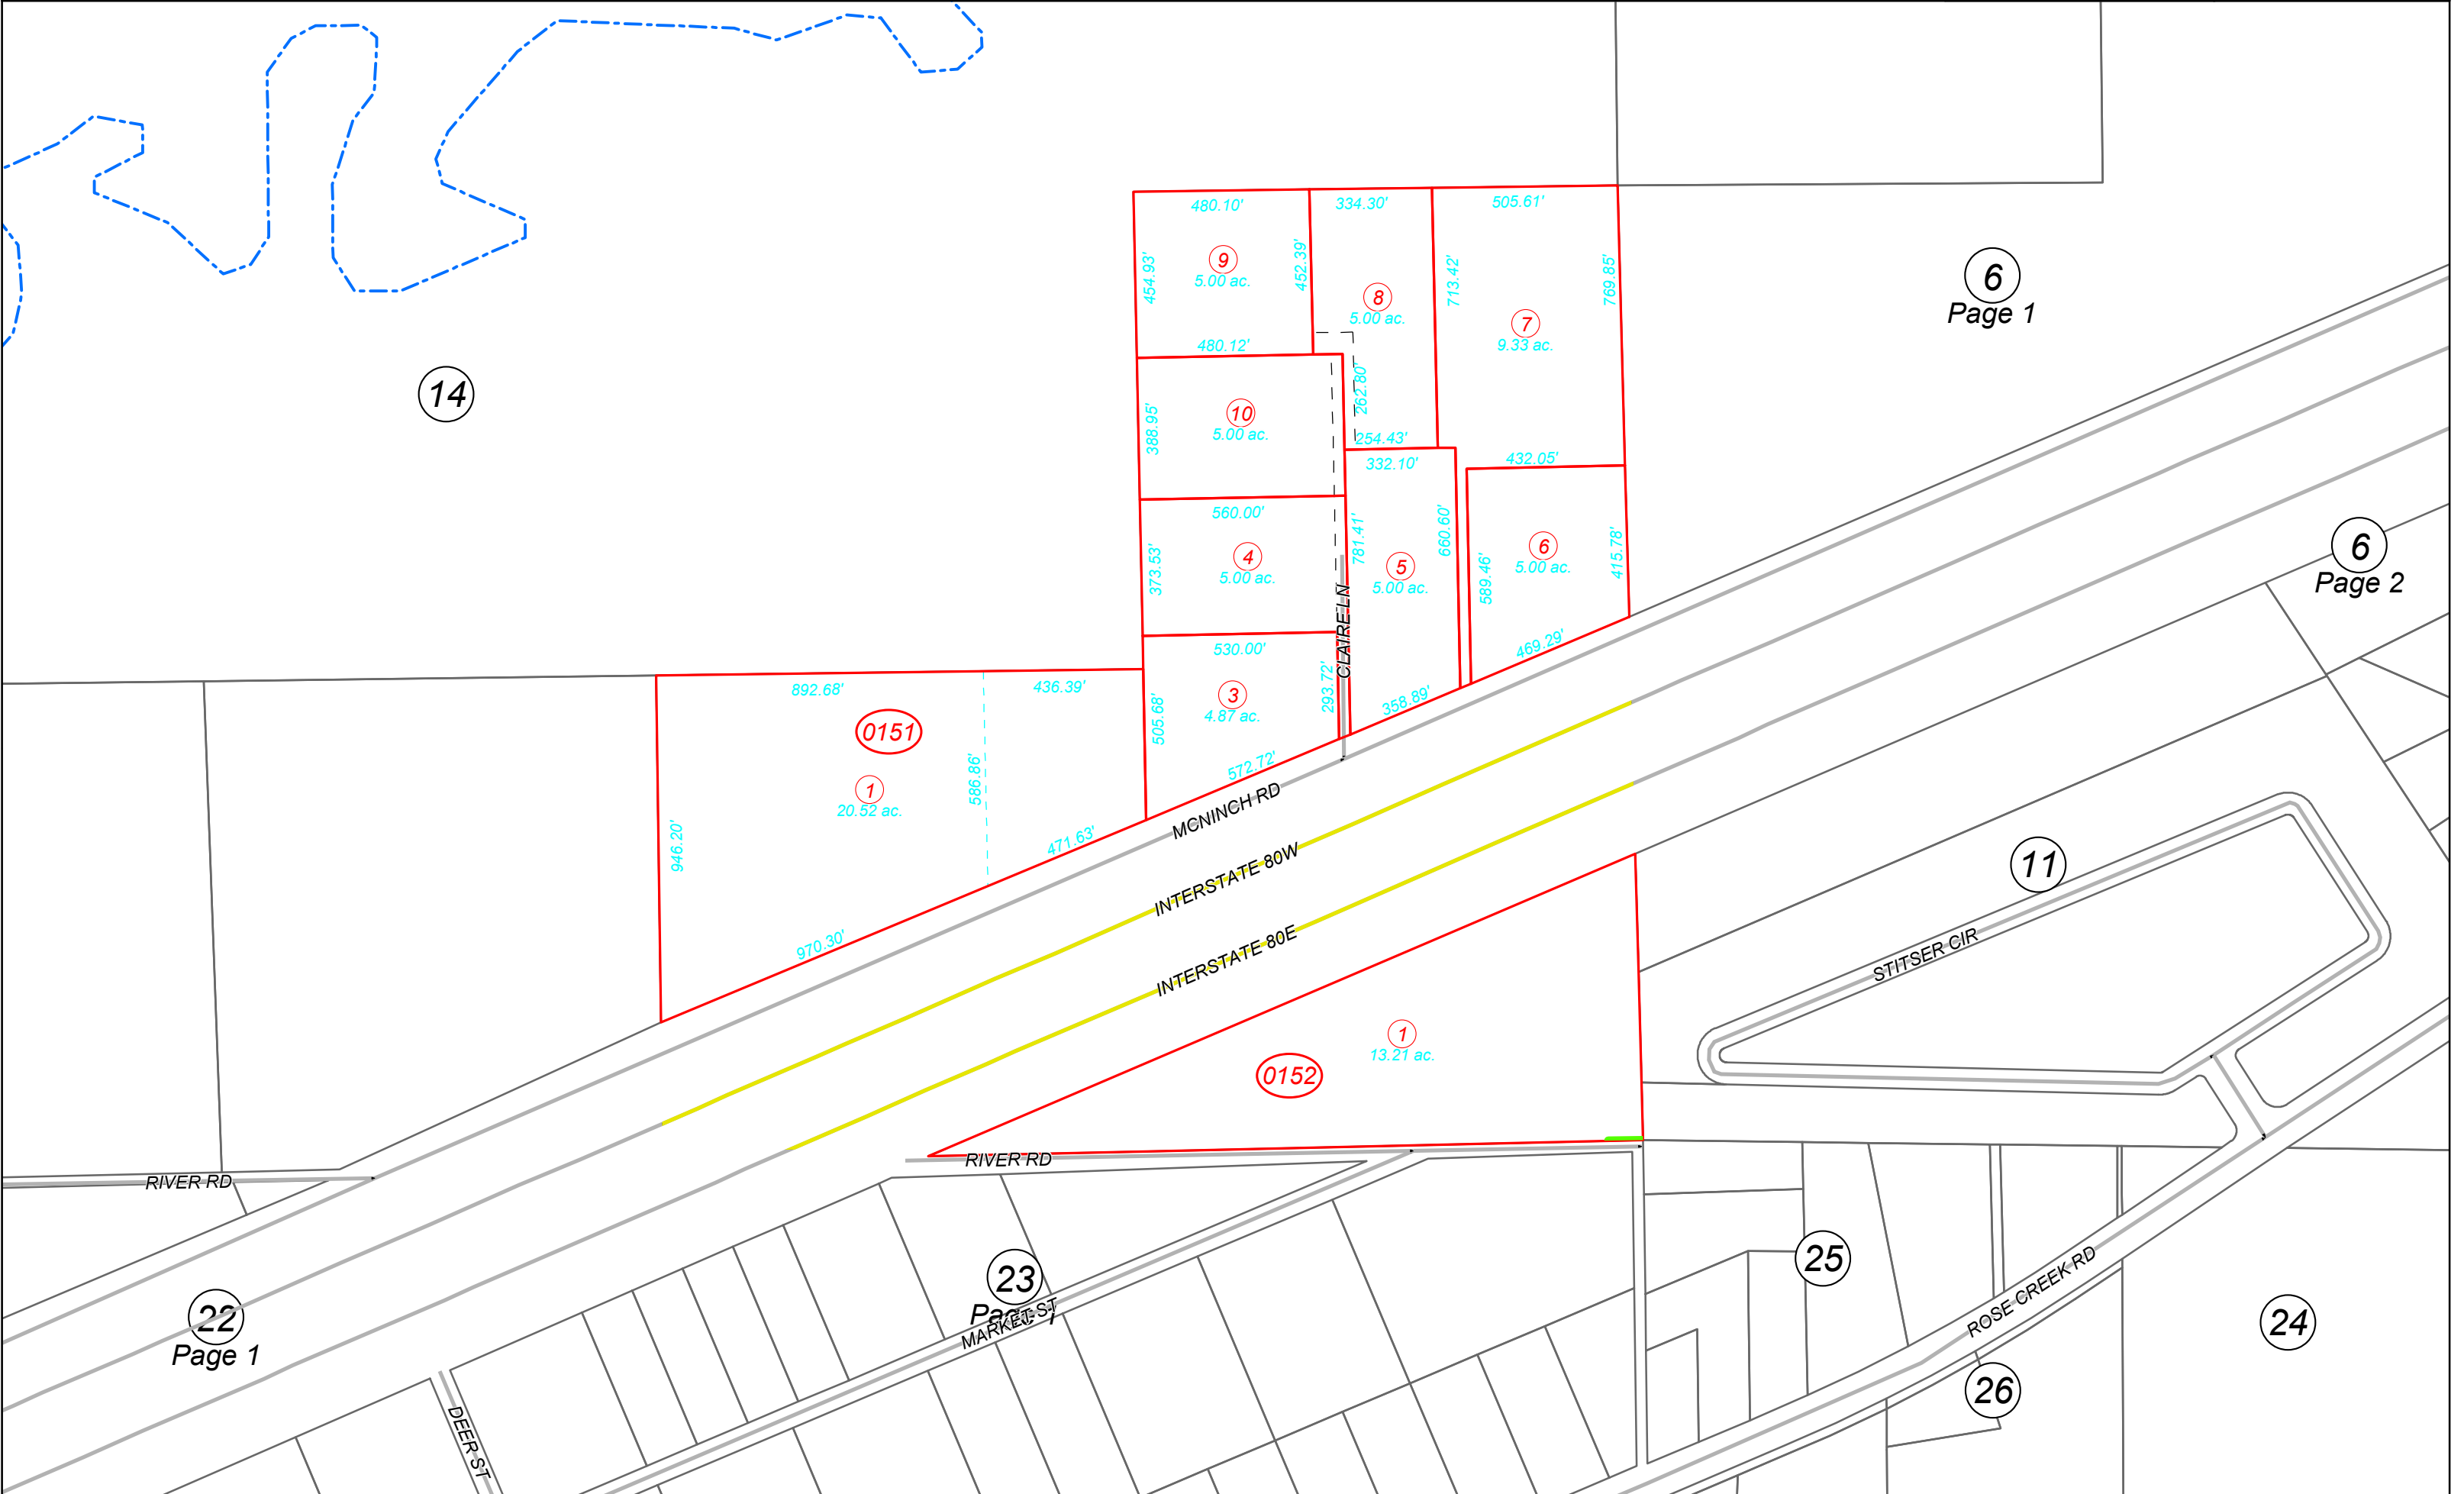 480.10'
334.30'
505.61'
454.93'
9
5.00 ac.
452.39'
8
5.00 ac.
713.42'
7
9.33 ac.
769.85'
6
Page 1
14
480.12'
388.95'
10
5.00 ac.
262.80'
254.43'
332.10'
432.05'
560.00'
373.53'
4
5.00 ac.
781.41'
5
5.00 ac.
660.60'
589.46'
6
5.00 ac.
415.78'
469.29'
6
Page 2
CLAIRE LN
530.00'
505.68'
3
4.87 ac.
293.72'
358.89'
572.72'
892.68'
436.39'
0151
1
20.52 ac.
586.86'
946.20'
471.63'
970.30'
MCNINCH RD
INTERSTATE 80W
INTERSTATE 80E
11
STITSER CIR
1
13.21 ac.
0152
RIVER RD
RIVER RD
22
Page 1
23
MARKET ST
25
ROSE CREEK RD
24
26
DEER ST